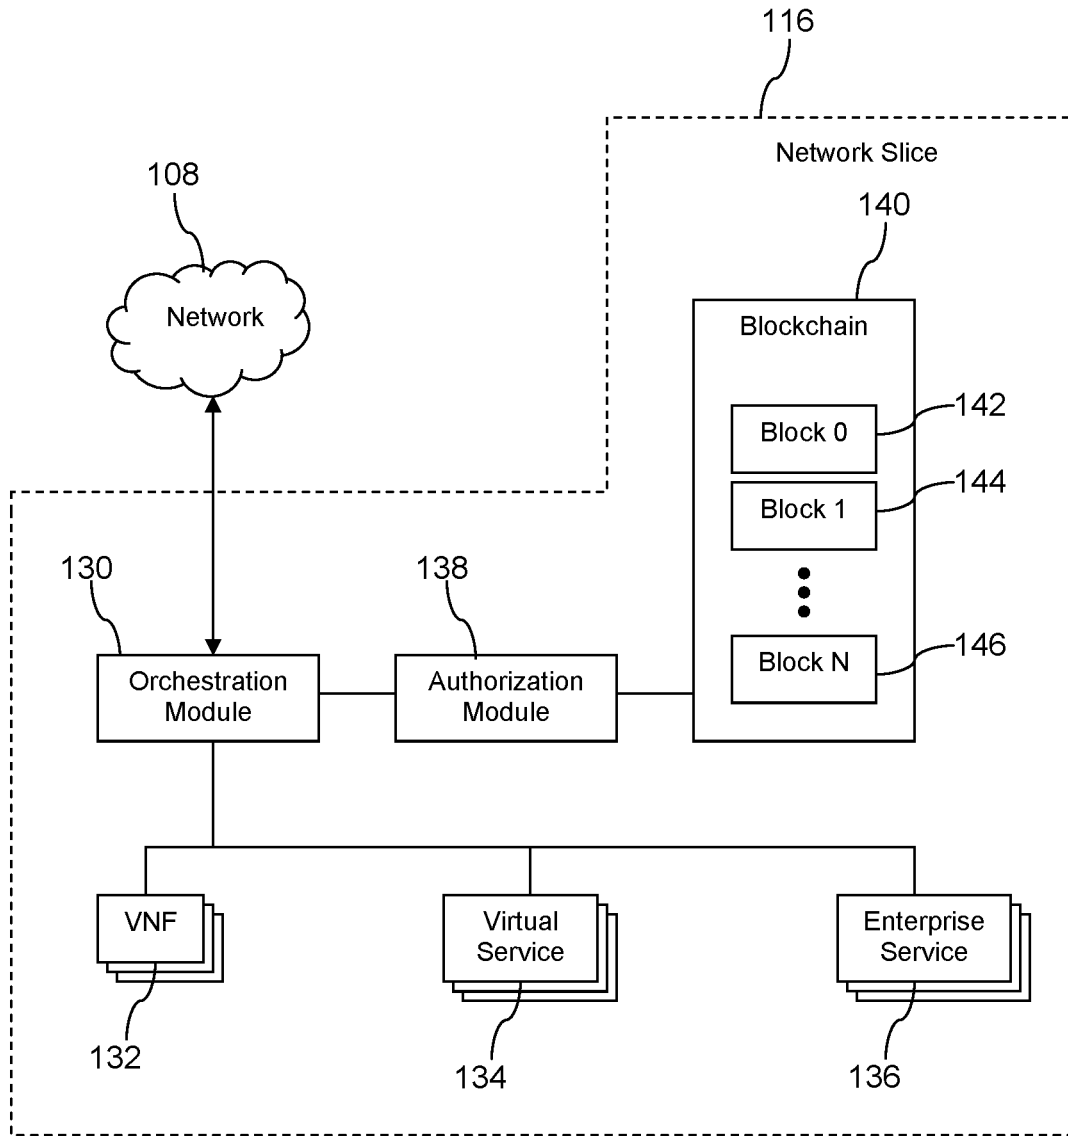 116
Network Slice
108
140
Network
Blockchain
142
Block 0
144
Block 1
130
138
146
Block N
Orchestration
Module
Authorization
Module
VNF
Virtual
Service
Enterprise
Service
132
134
136